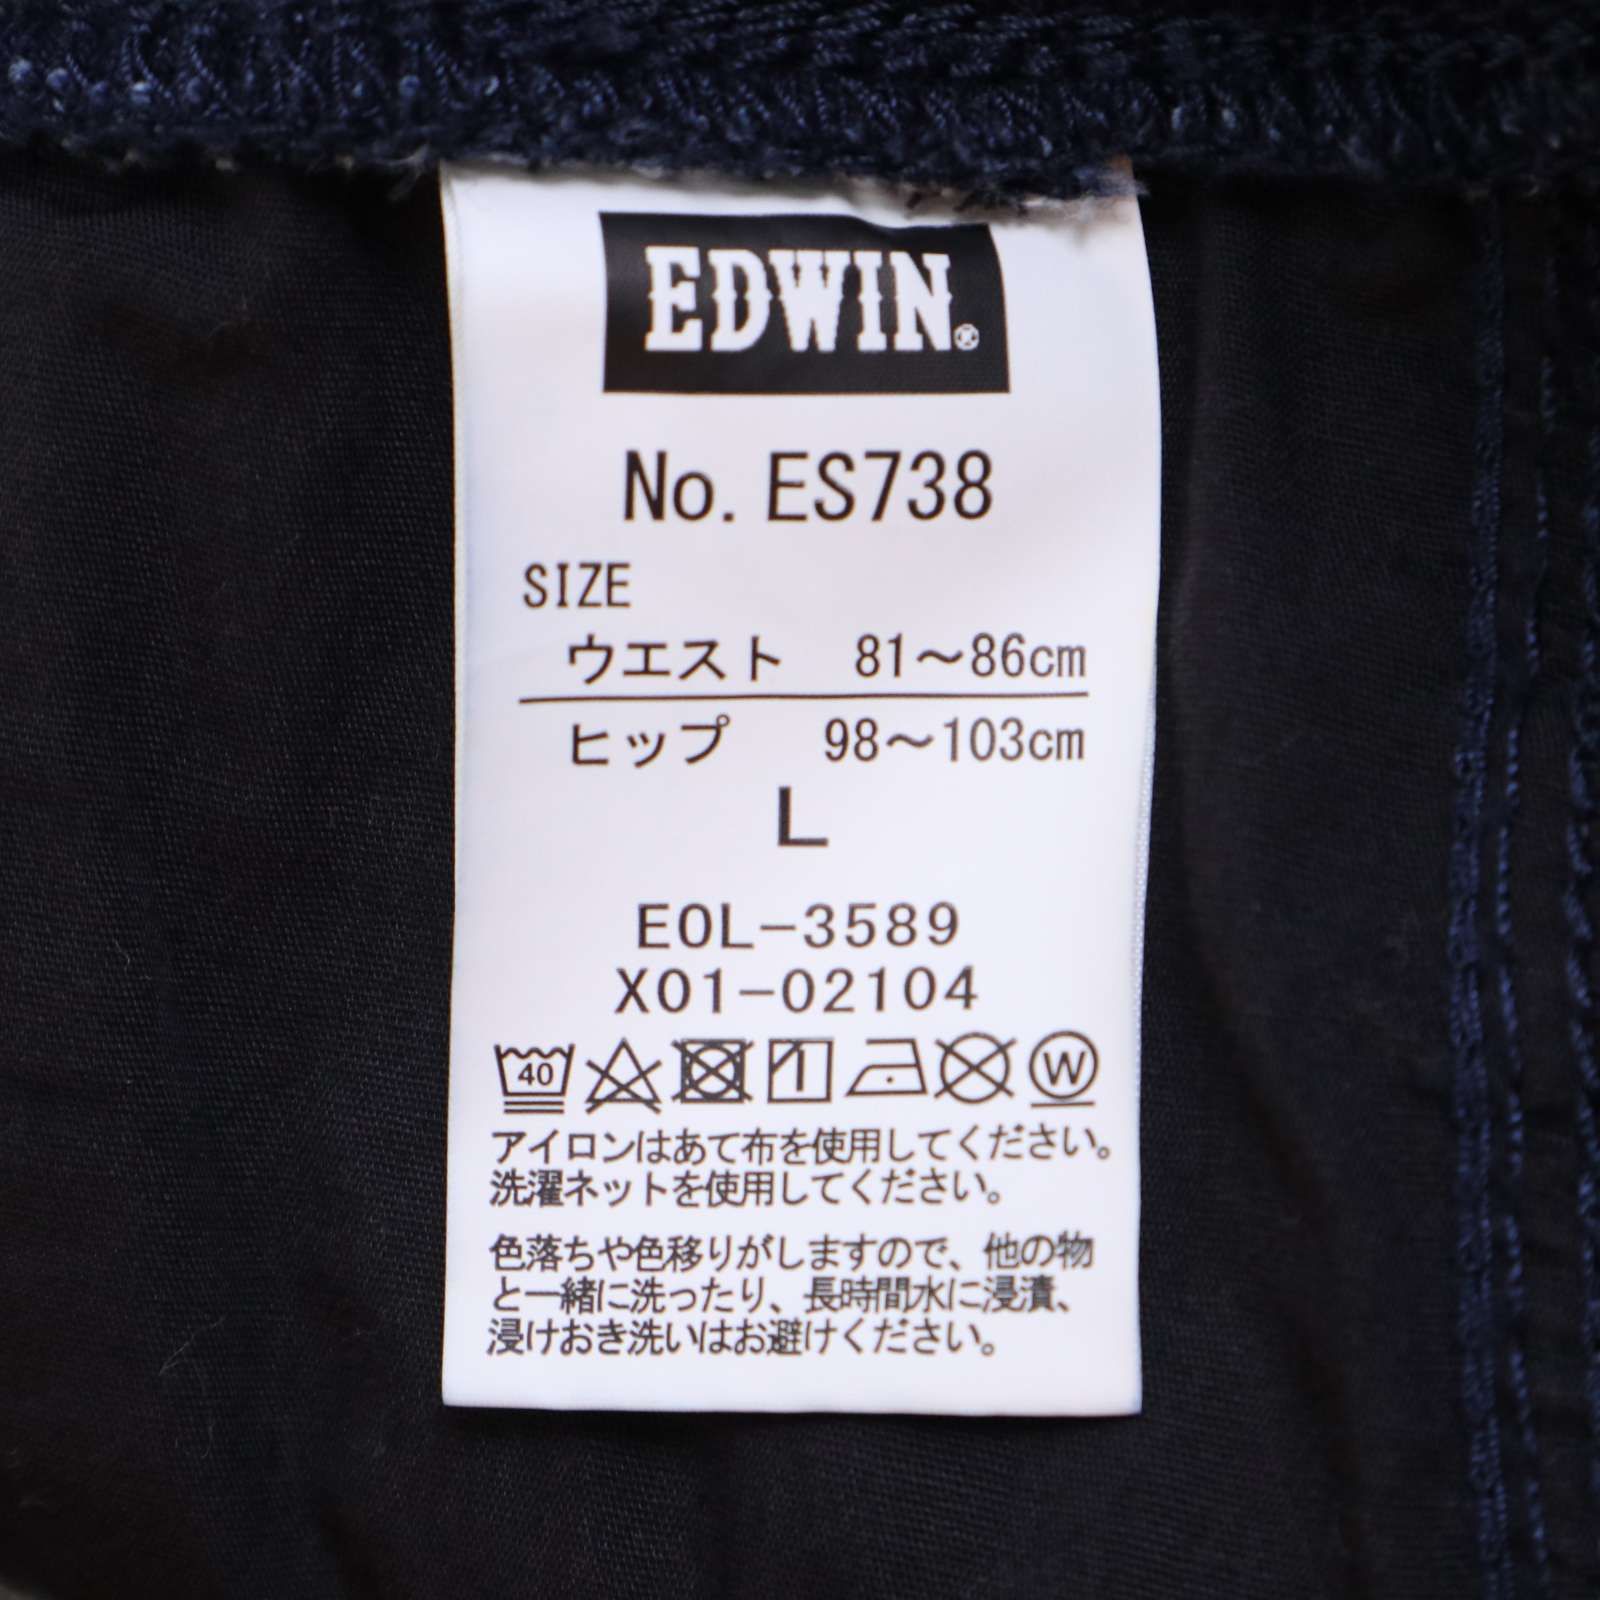 EDWIN®
No. ES738
SIZE
ウエスト 81～86cm
ヒップ 98～103cm
L
EOL-3589
X01-02104
40 W
アイロンはあて布を使用してください。
洗濯ネットを使用してください。
色落ちや色移りがしますので、他の物
と一緒に洗ったり、長時間水に浸漬、
浸けおき洗いはお避けください。